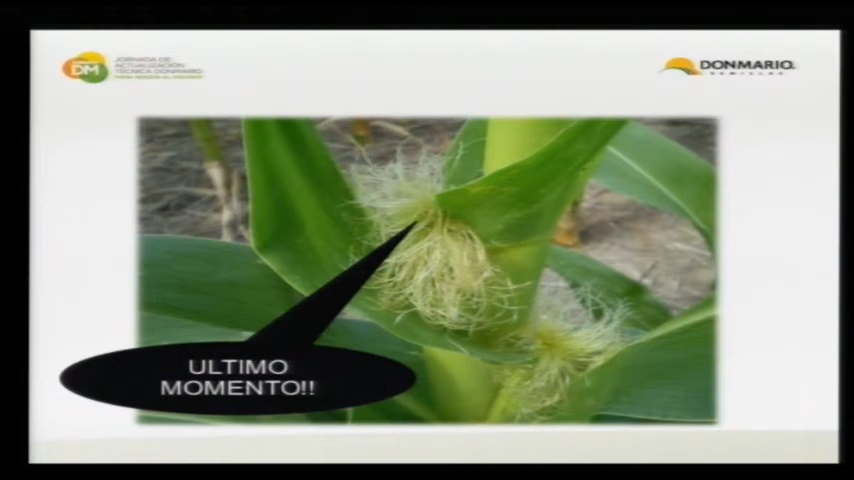 DM
JORNADA DE
ACTUALIZACIÓN
TÉCNICA DONMARIO
DONMARIO
SEMILLAS
ULTIMO
MOMENTO!!